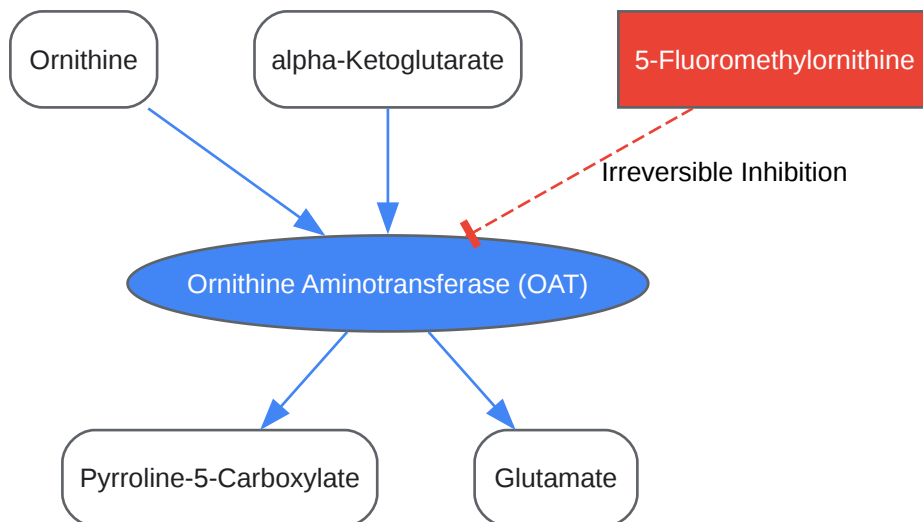 Ornithine
alpha-Ketoglutarate
5-Fluoromethylornithine
Irreversible Inhibition
Ornithine Aminotransferase (OAT)
Pyrroline-5-Carboxylate
Glutamate